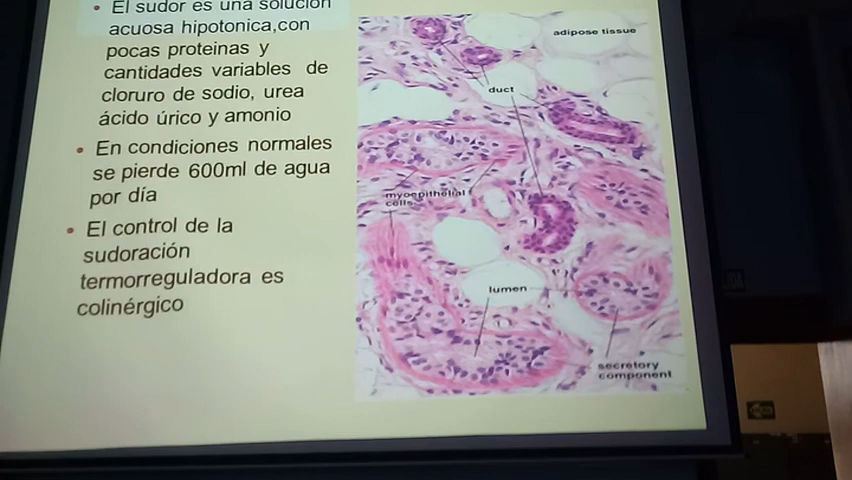 El sudor es una solución
acuosa hipotonica,con
pocas proteinas y
cantidades variables de
cloruro de sodio, urea
ácido úrico y amonio
En condiciones normales
se pierde 600ml de agua
por día
El control de la
sudoración
termorreguladora es
colinérgico
adipose tissue
duct
myoepithelial
cells
lumen
secretory
component